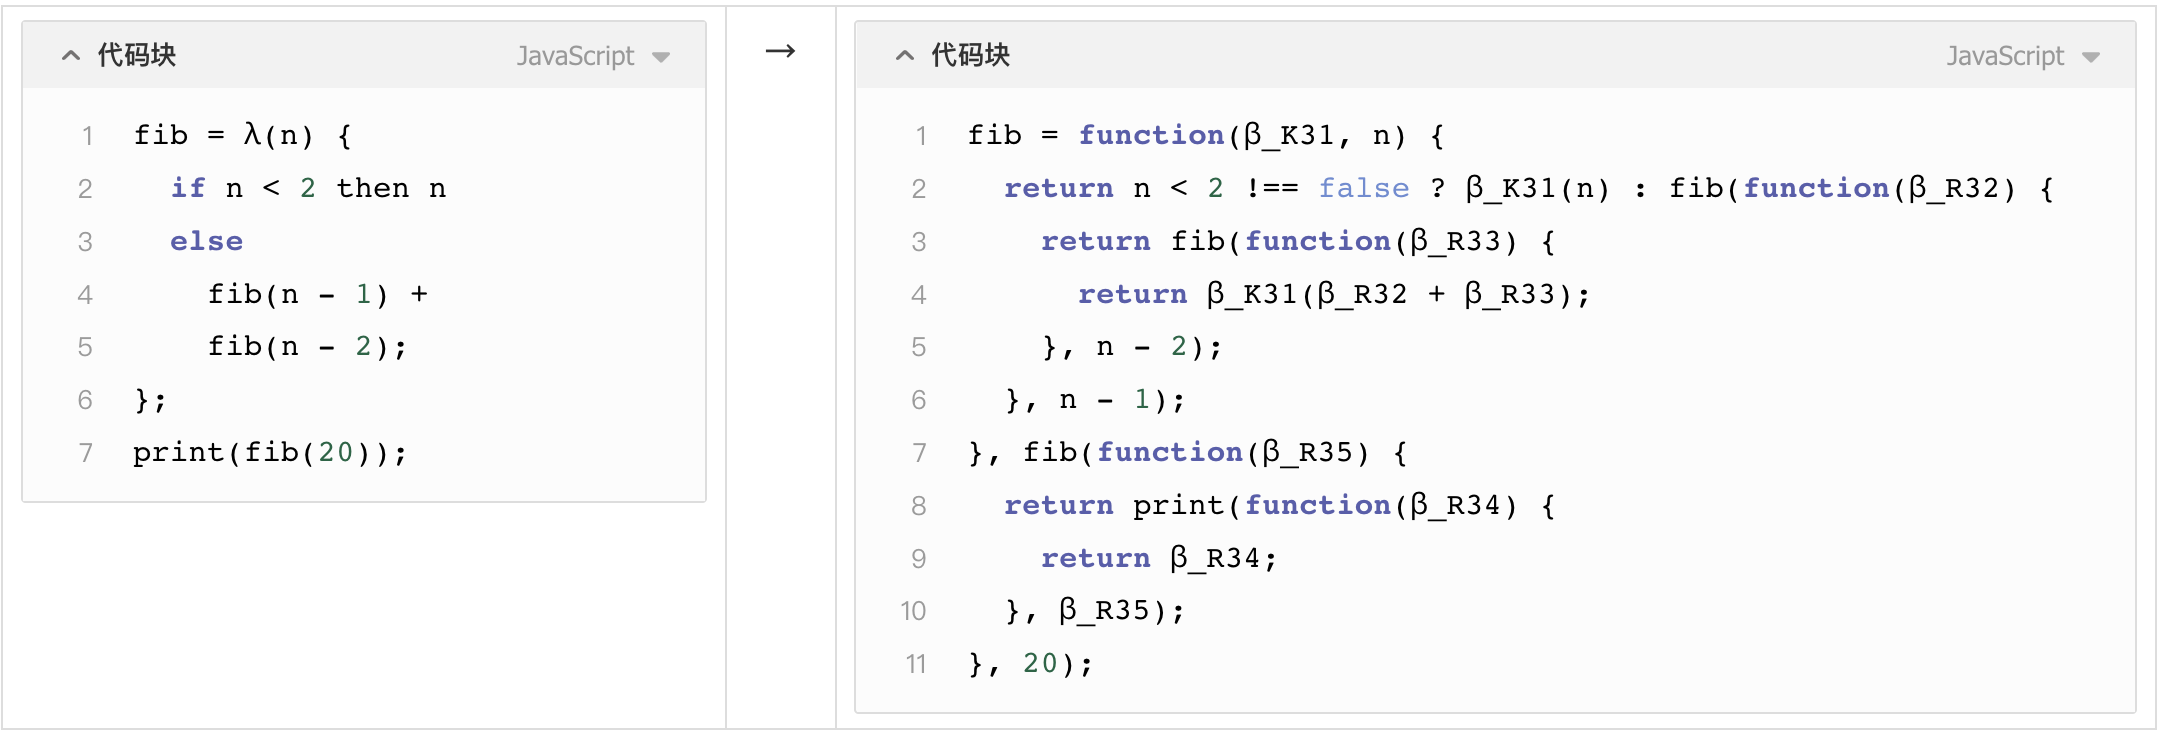 代码块 JavaScript
1 fib = λ(n) {
2   if n < 2 then n
3   else
4     fib(n - 1) +
5     fib(n - 2);
6 };
7 print(fib(20));
→
代码块 JavaScript
1 fib = function(β_K31, n) {
2   return n < 2 !== false ? β_K31(n) : fib(function(β_R32) {
3     return fib(function(β_R33) {
4       return β_K31(β_R32 + β_R33);
5     }, n - 2);
6   }, n - 1);
7 }, fib(function(β_R35) {
8   return print(function(β_R34) {
9     return β_R34;
10   }, β_R35);
11 }, 20);